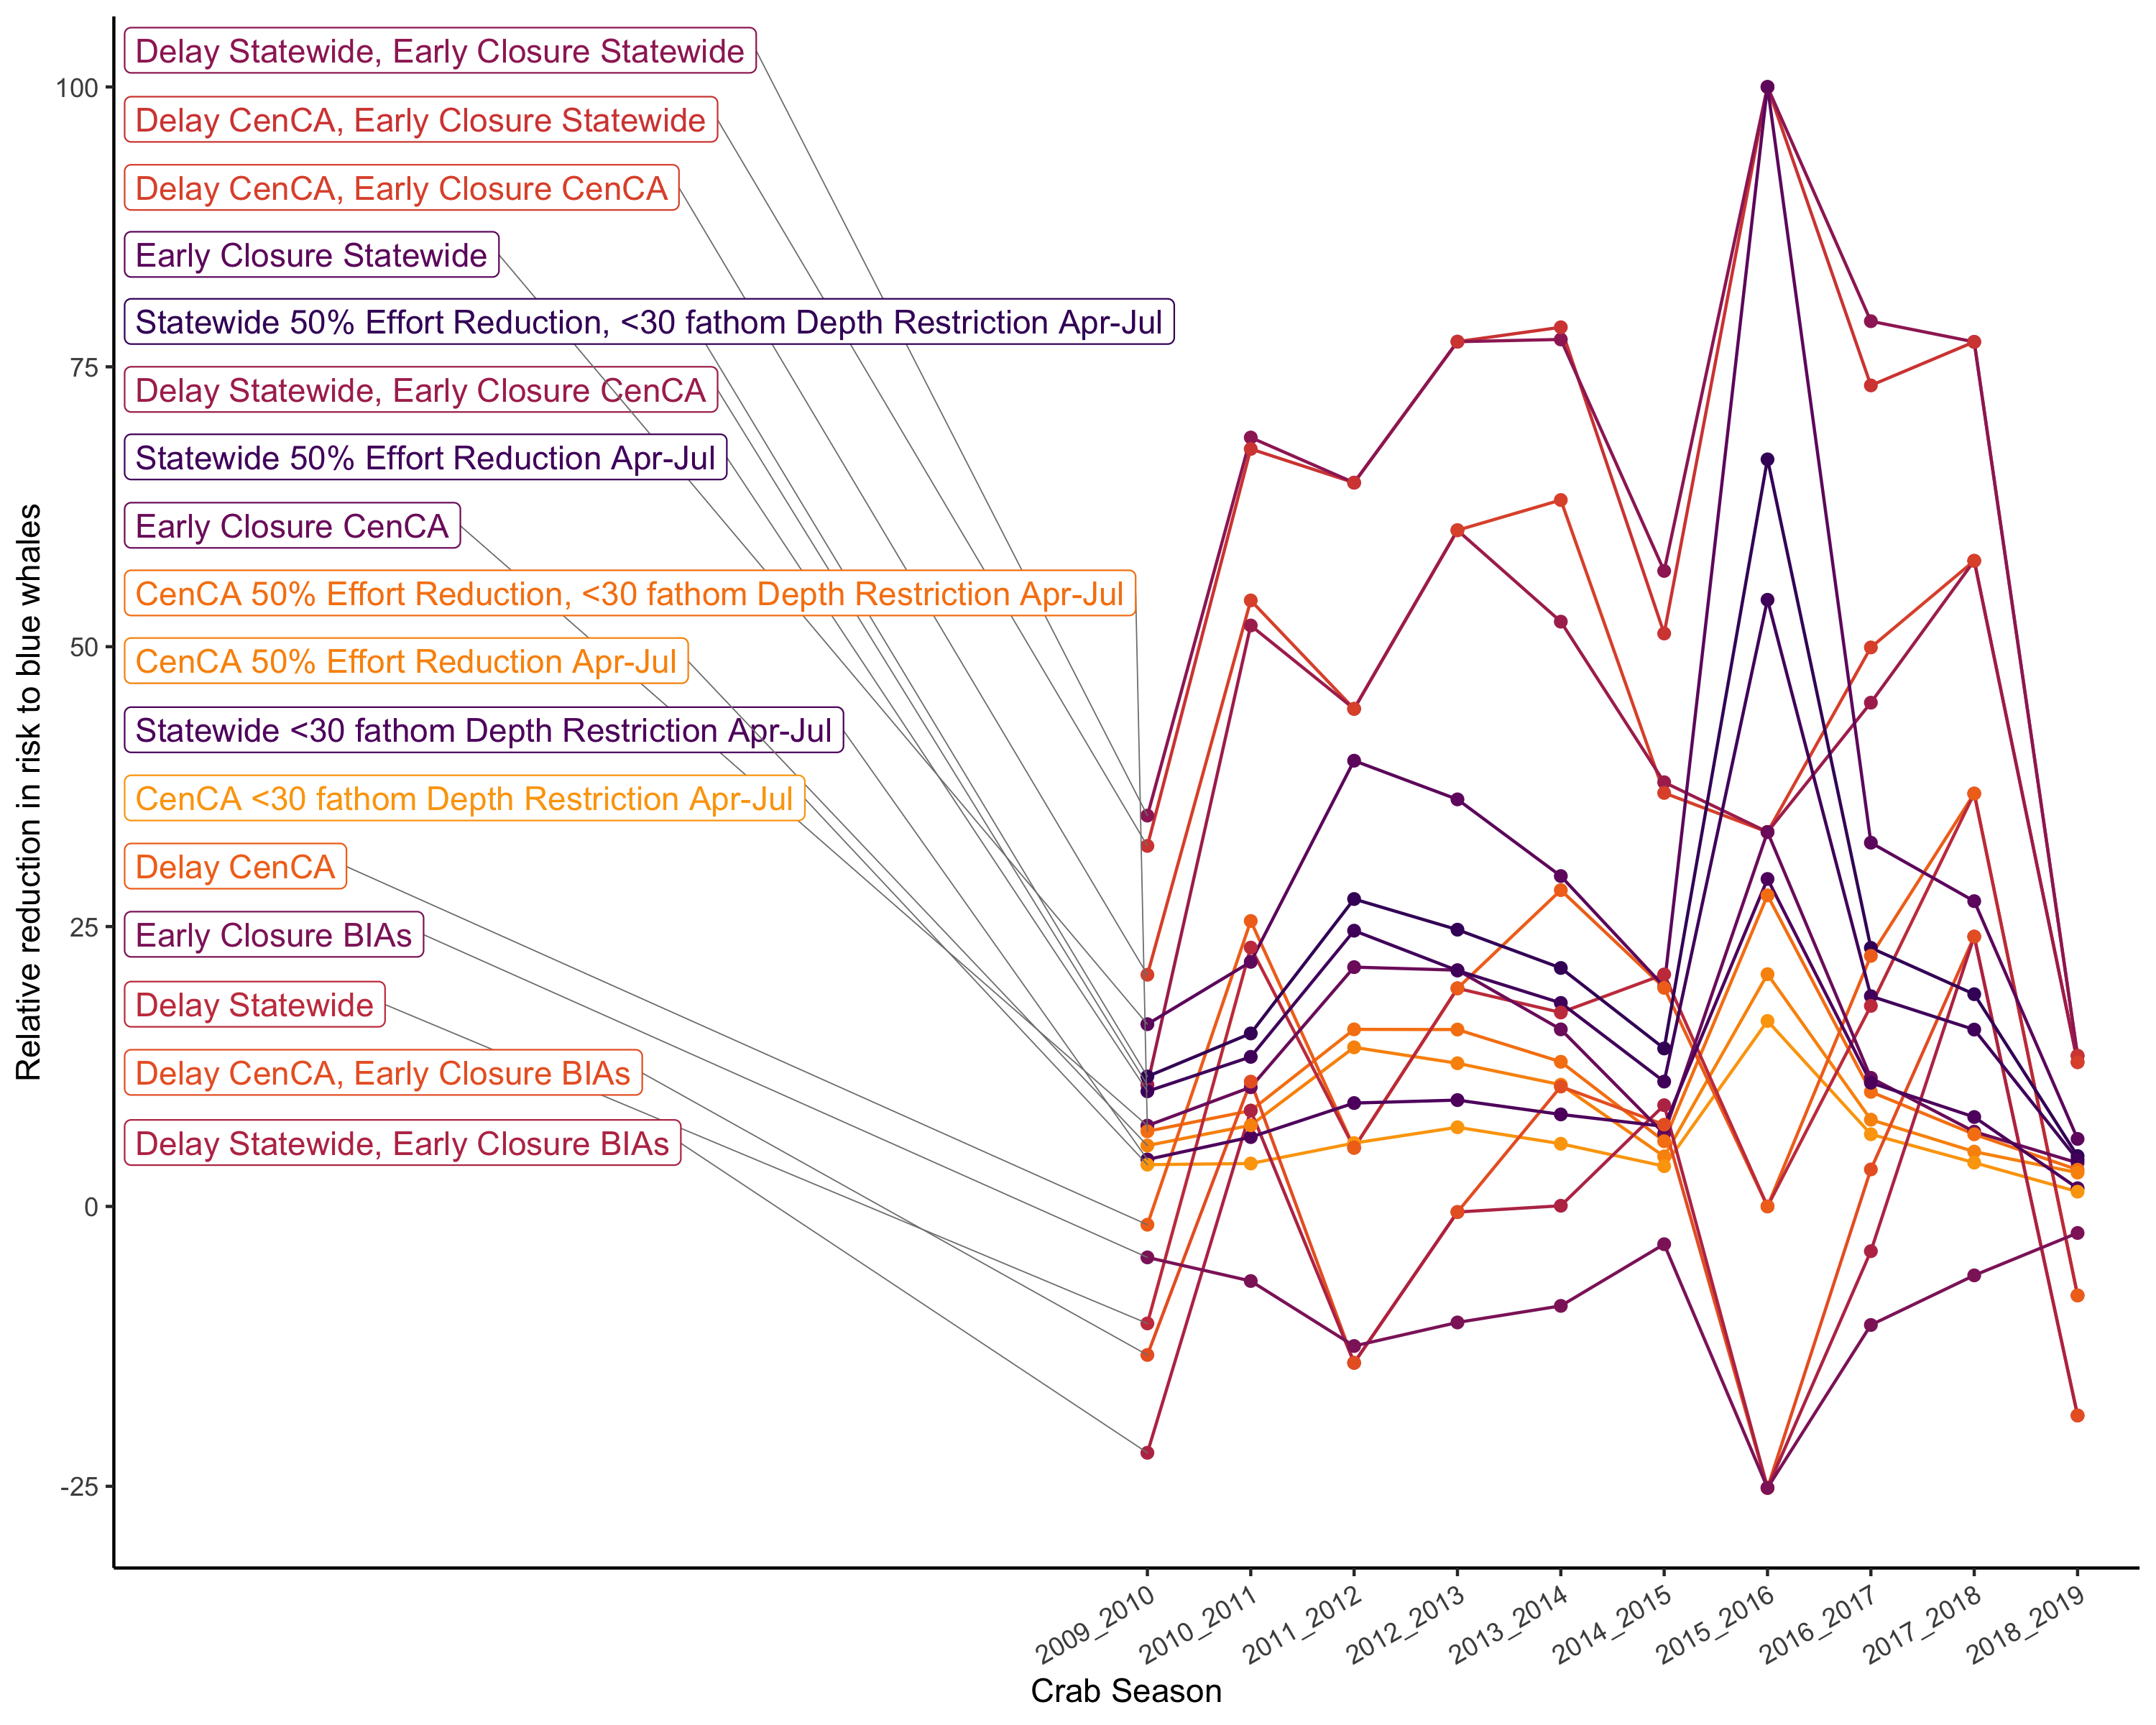 Delay Statewide, Early Closure Statewide
100
Delay CenCA, Early Closure Statewide
Delay CenCA, Early Closure CenCA
Early Closure Statewide
Statewide 50% Effort Reduction, <30 fathom Depth Restriction Apr-Jul
75
Delay Statewide, Early Closure CenCA
Statewide 50% Effort Reduction Apr-Jul
Early Closure CenCA
CenCA 50% Effort Reduction, <30 fathom Depth Restriction Apr-Jul
50
CenCA 50% Effort Reduction Apr-Jul
Statewide <30 fathom Depth Restriction Apr-Jul
CenCA <30 fathom Depth Restriction Apr-Jul
Delay CenCA
25
Early Closure BIAs
Delay Statewide
Delay CenCA, Early Closure BIAs
Delay Statewide, Early Closure BIAs
0
-25
Relative reduction in risk to blue whales
2009_2010
2010_2011
2011_2012
2012_2013
2013_2014
2014_2015
2015_2016
2016_2017
2017_2018
2018_2019
Crab Season